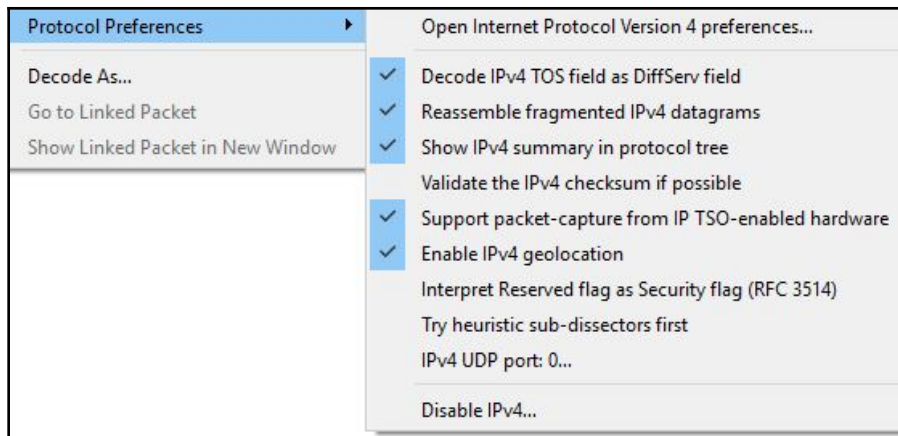 Protocol Preferences
Decode As...
Go to Linked Packet
Show Linked Packet in New Window
Open Internet Protocol Version 4 preferences...
Decode IPv4 TOS field as DiffServ field
Reassemble fragmented IPv4 datagrams
Show IPv4 summary in protocol tree
Validate the IPv4 checksum if possible
Support packet-capture from IP TSO-enabled hardware
Enable IPv4 geolocation
Interpret Reserved flag as Security flag (RFC 3514)
Try heuristic sub-dissectors first
IPv4 UDP port: 0...
Disable IPv4...